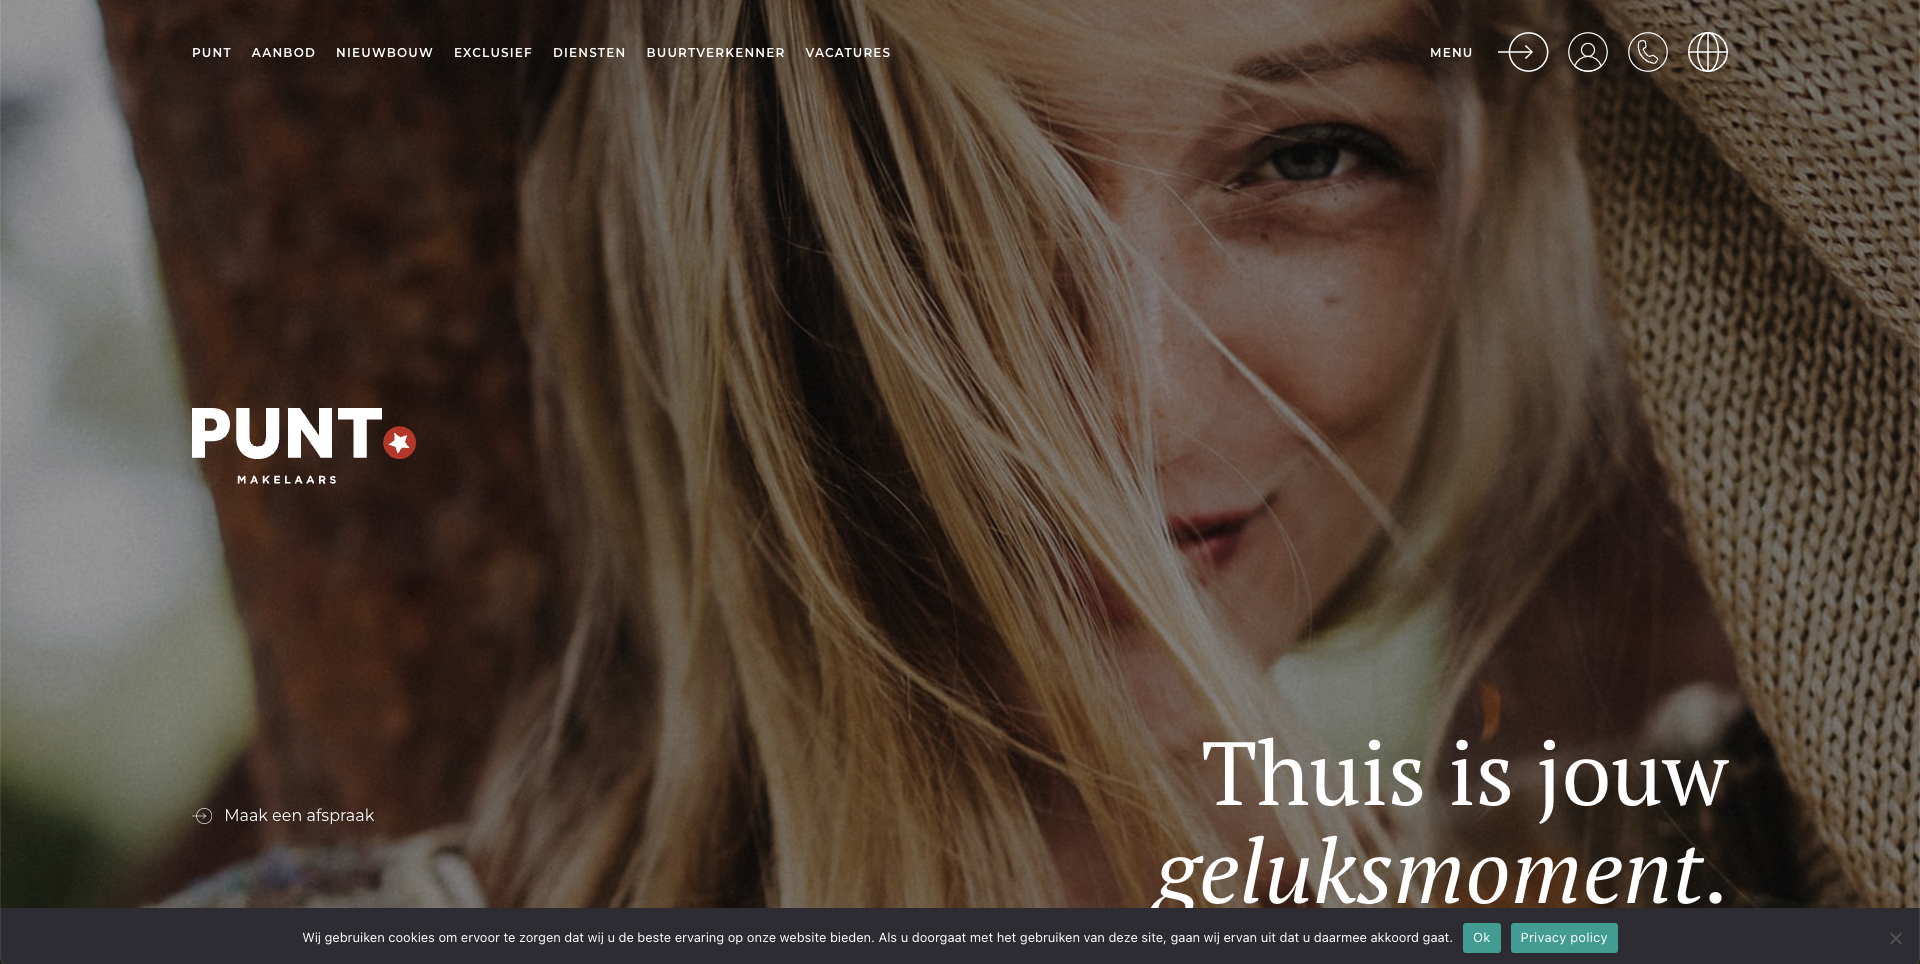 PUNT AANBOD NIEUWBOUW EXCLUSIEF DIENSTEN BUURTVERKENNER VACATURES MENU
PUNT
MAKELAARS
Maak een afspraak
Thuis is jouw
geluksmoment.
Wij gebruiken cookies om ervoor te zorgen dat wij u de beste ervaring op onze website bieden. Als u doorgaat met het gebruiken van deze site, gaan wij ervan uit dat u daarmee akkoord gaat. Ok Privacy policy